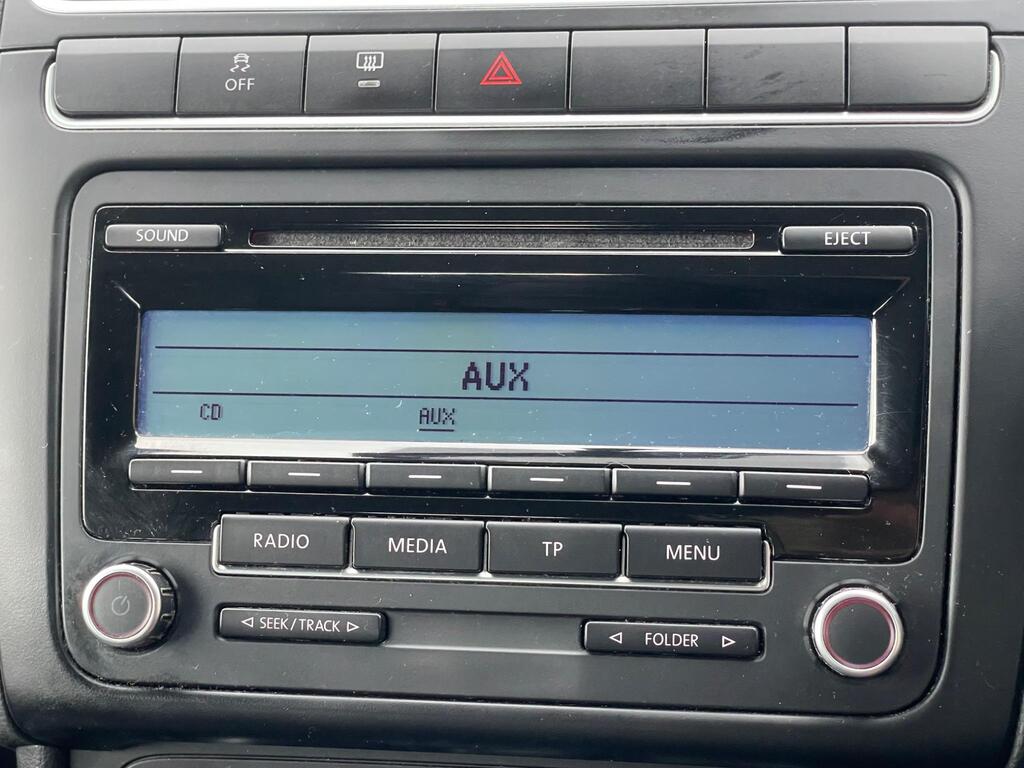 OFF
SOUND
EJECT
AUX
CD AUX
RADIO MEDIA TP MENU
SEEK/TRACK
FOLDER